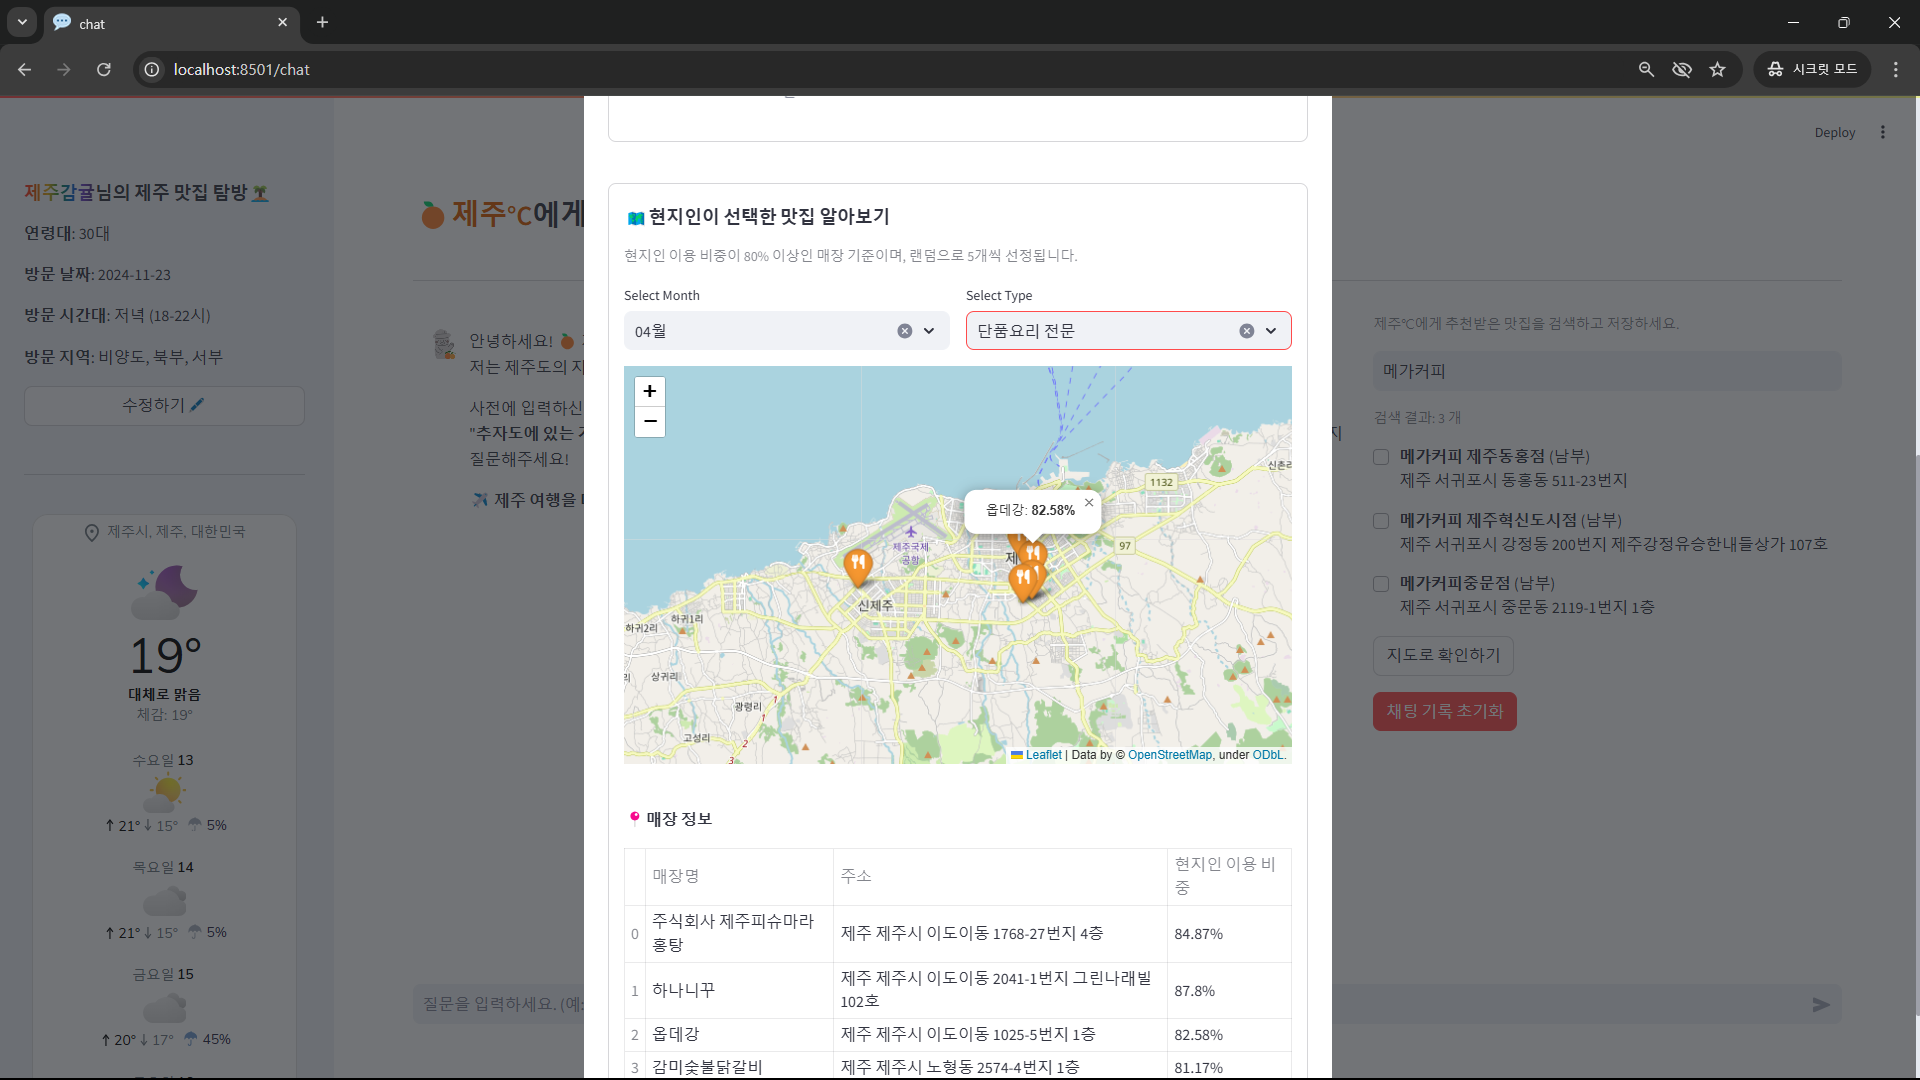 chat
localhost:8501/chat
시크릿 모드
Deploy
제주감귤님의 제주 맛집 탐방
연령대: 30대
방문 날짜: 2024-11-23
방문 시간대: 저녁 (18-22시)
방문 지역: 비양도, 북부, 서부
수정하기
제주시, 제주, 대한민국
19°
대체로 맑음
체감: 19°
수요일 13
↑ 21° ↓ 15° 5%
목요일 14
↑ 21° ↓ 15° 5%
금요일 15
↑ 20° ↓ 17° 45%
제주℃에게
안녕하세요!
저는 제주도의
사전에 입력하신
"추자도에 있는
질문해주세요!
제주 여행을
질문을 입력하세요. (예:
현지인이 선택한 맛집 알아보기
현지인 이용 비중이 80% 이상인 매장 기준이며, 랜덤으로 5개씩 선정됩니다.
Select Month
Select Type
04월
단품요리 전문
+
−
신촌리
1132
옵데강: 82.58%
×
97
제주국제
공항
제
신제주
하귀1리
하귀2리
리
상귀리
광령리
1
1
고성리
2
3
Leaflet | Data by © OpenStreetMap, under ODbL.
매장 정보
매장명 주소 현지인 이용 비
중
0 주식회사 제주피슈마라
홍탕 제주 제주시 이도이동 1768-27번지 4층 84.87%
1 하나니꾸 제주 제주시 이도이동 2041-1번지 그린나래빌
102호 87.8%
2 옵데강 제주 제주시 이도이동 1025-5번지 1층 82.58%
3 감미숯불닭갈비 제주 제주시 노형동 2574-4번지 1층 81.17%
지
제주℃에게 추천받은 맛집을 검색하고 저장하세요.
메가커피
검색 결과: 3 개
메가커피 제주동홍점 (남부)
제주 서귀포시 동홍동 511-23번지
메가커피 제주혁신도시점 (남부)
제주 서귀포시 강정동 200번지 제주강정유승한내들상가 107호
메가커피중문점 (남부)
제주 서귀포시 중문동 2119-1번지 1층
지도로 확인하기
채팅 기록 초기화